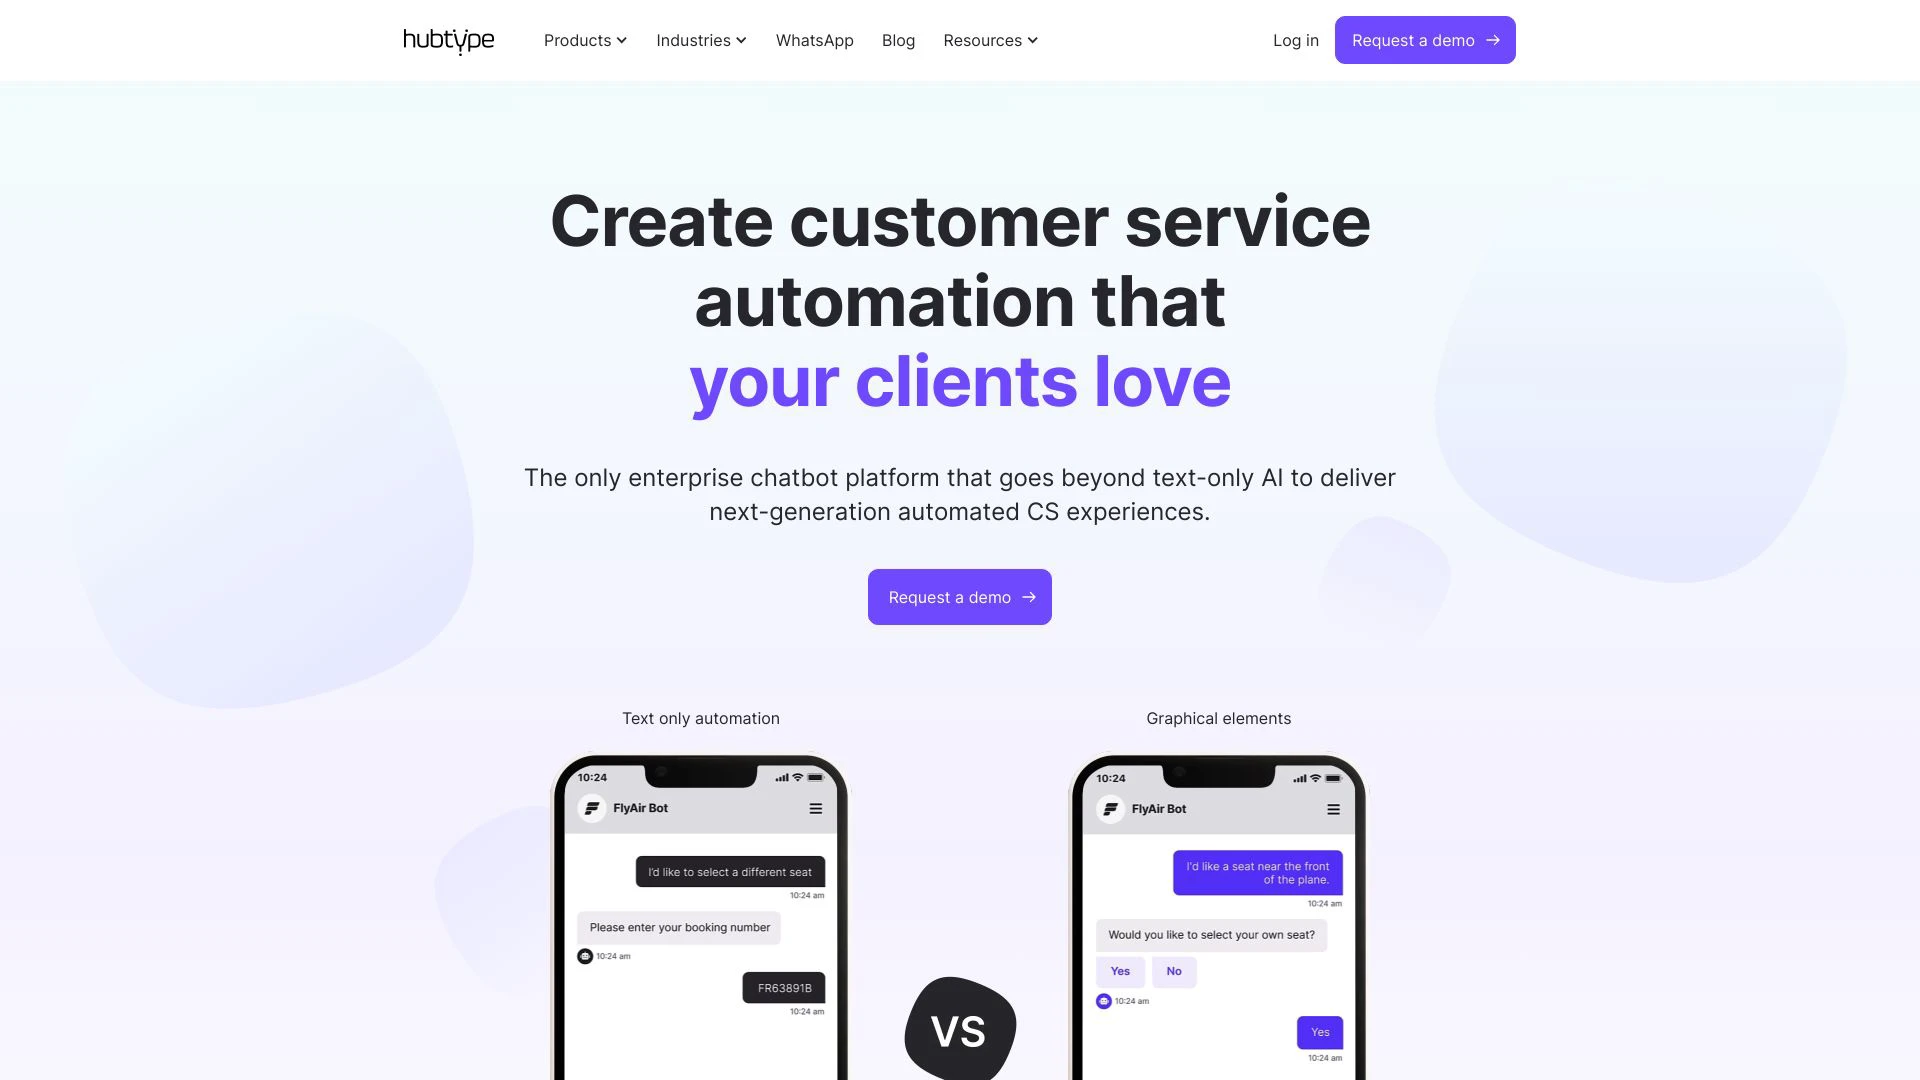 hubtype
Products
Industries
WhatsApp
Blog
Resources
Log in
Request a demo
Create customer service
automation that
your clients love
The only enterprise chatbot platform that goes beyond text-only AI to deliver
next-generation automated CS experiences.
Request a demo
Text only automation
10:24
FlyAir Bot
I'd like to select a different seat
10:24 am
Please enter your booking number
10:24 am
FR63891B
10:24 am
VS
Graphical elements
10:24
FlyAir Bot
I'd like a seat near the front
of the plane.
10:24 am
Would you like to select your own seat?
Yes
No
10:24 am
Yes
10:24 am